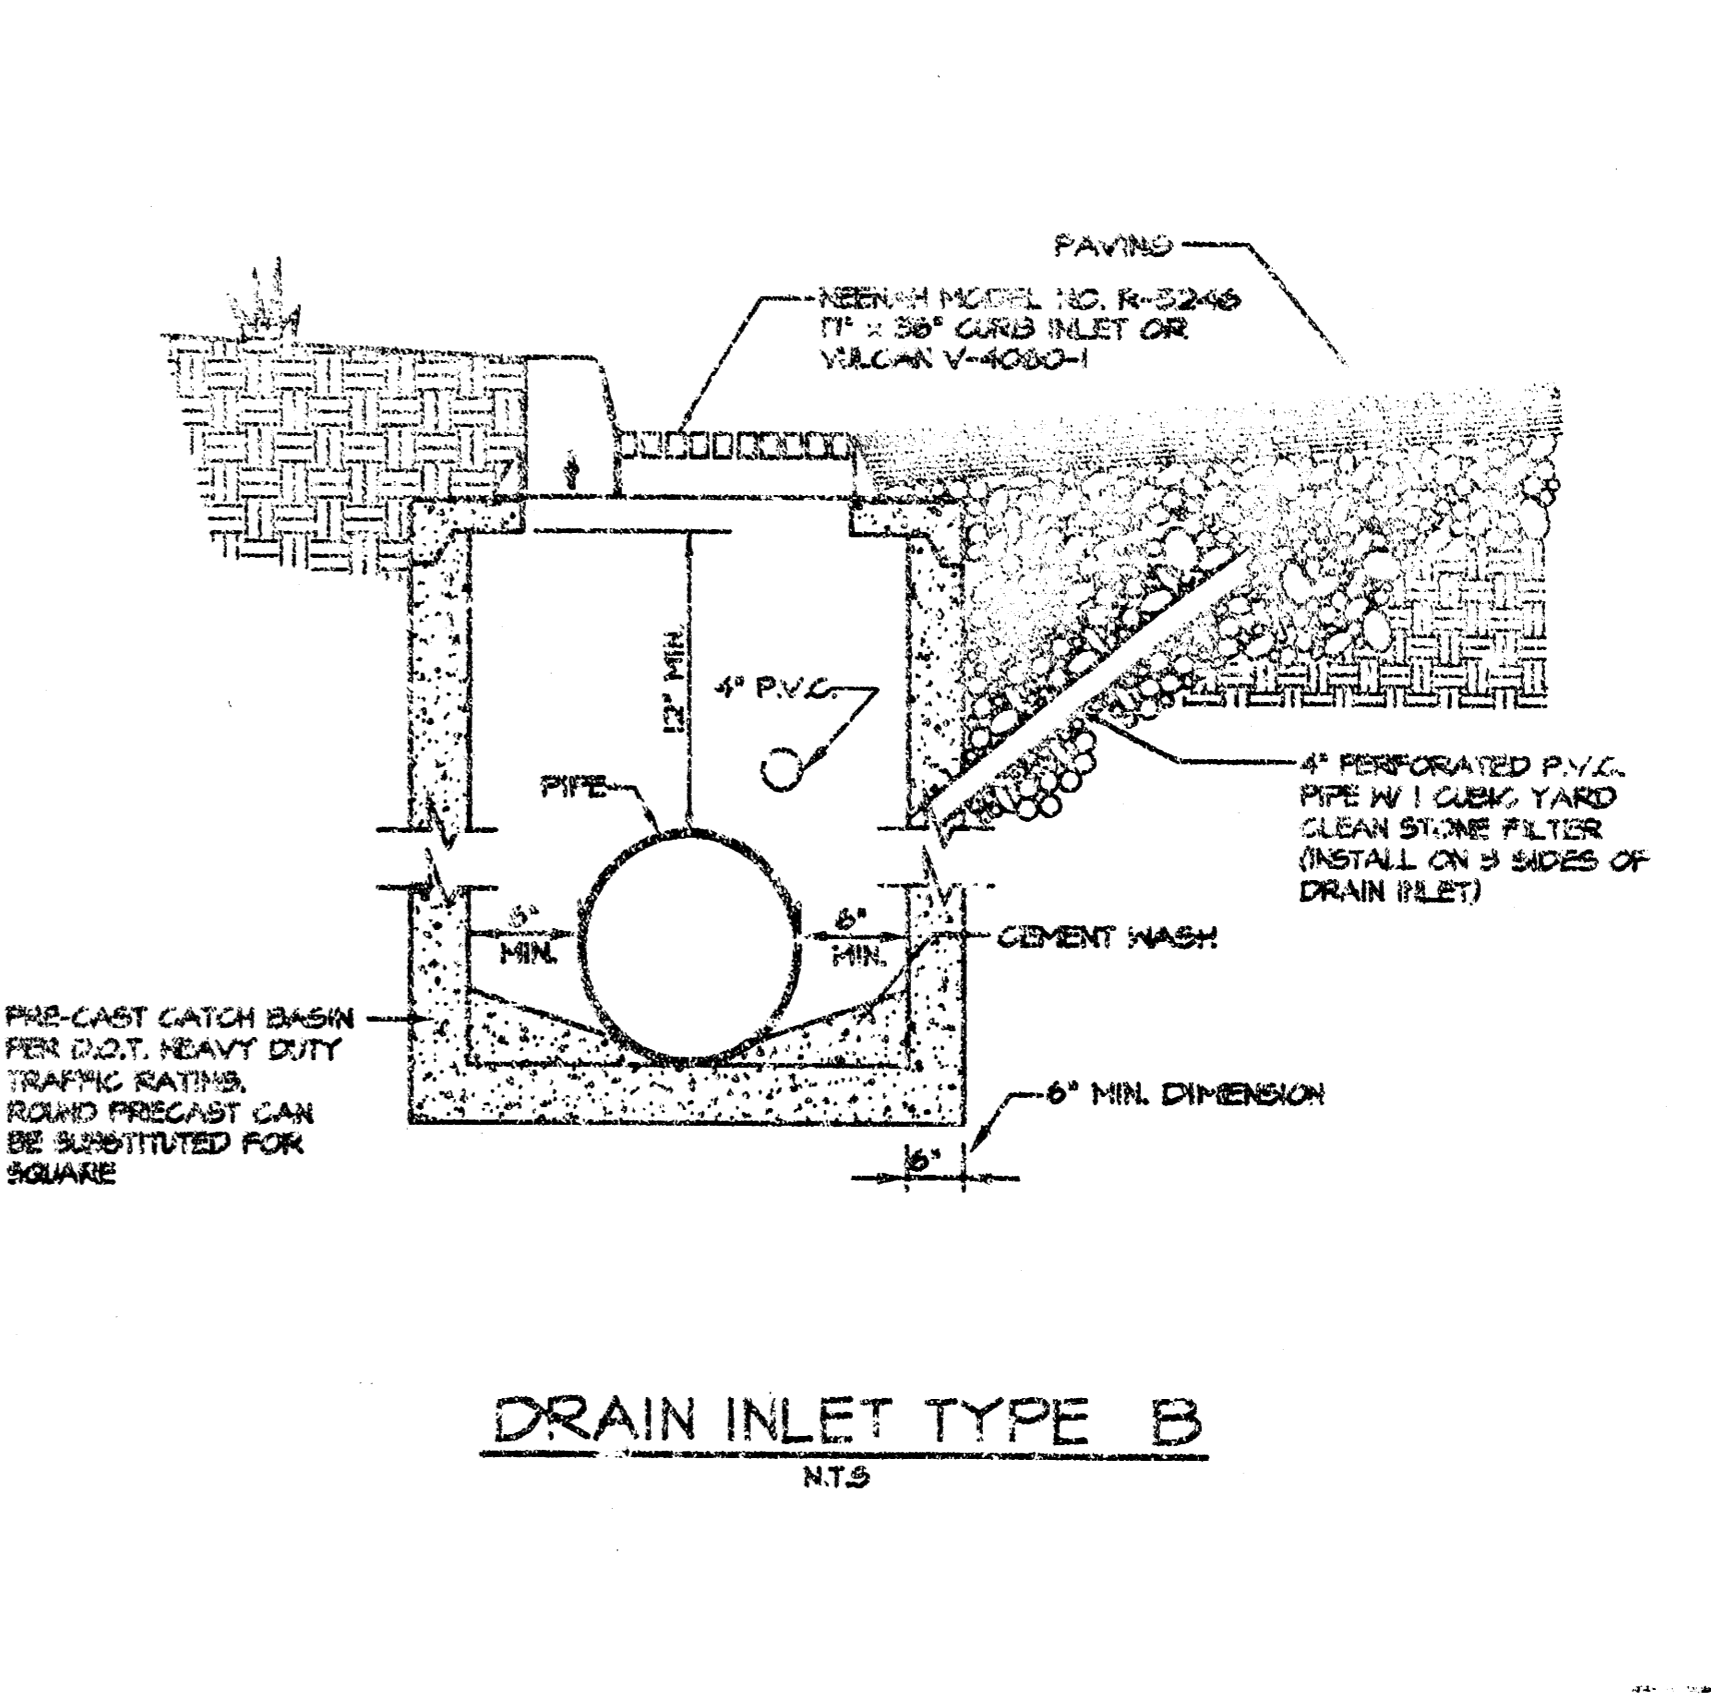 PAVING
NEENAH MODEL NO. R-3246
17" x 36" CURB INLET OR
VULCAN V-4080-1
12" MIN
4" P.V.C.
PIPE
4" PERFORATED P.V.C.
PIPE W/ 1 CUBIC YARD
CLEAN STONE FILTER
(INSTALL ON 3 SIDES OF
DRAIN INLET)
6"
MIN.
6"
MIN.
CEMENT WASH
PRE-CAST CATCH BASIN
PER D.O.T. HEAVY DUTY
TRAFFIC RATING.
ROUND PRECAST CAN
BE SUBSTITUTED FOR
SQUARE
6" MIN. DIMENSION
6"
DRAIN INLET TYPE B
N.T.S